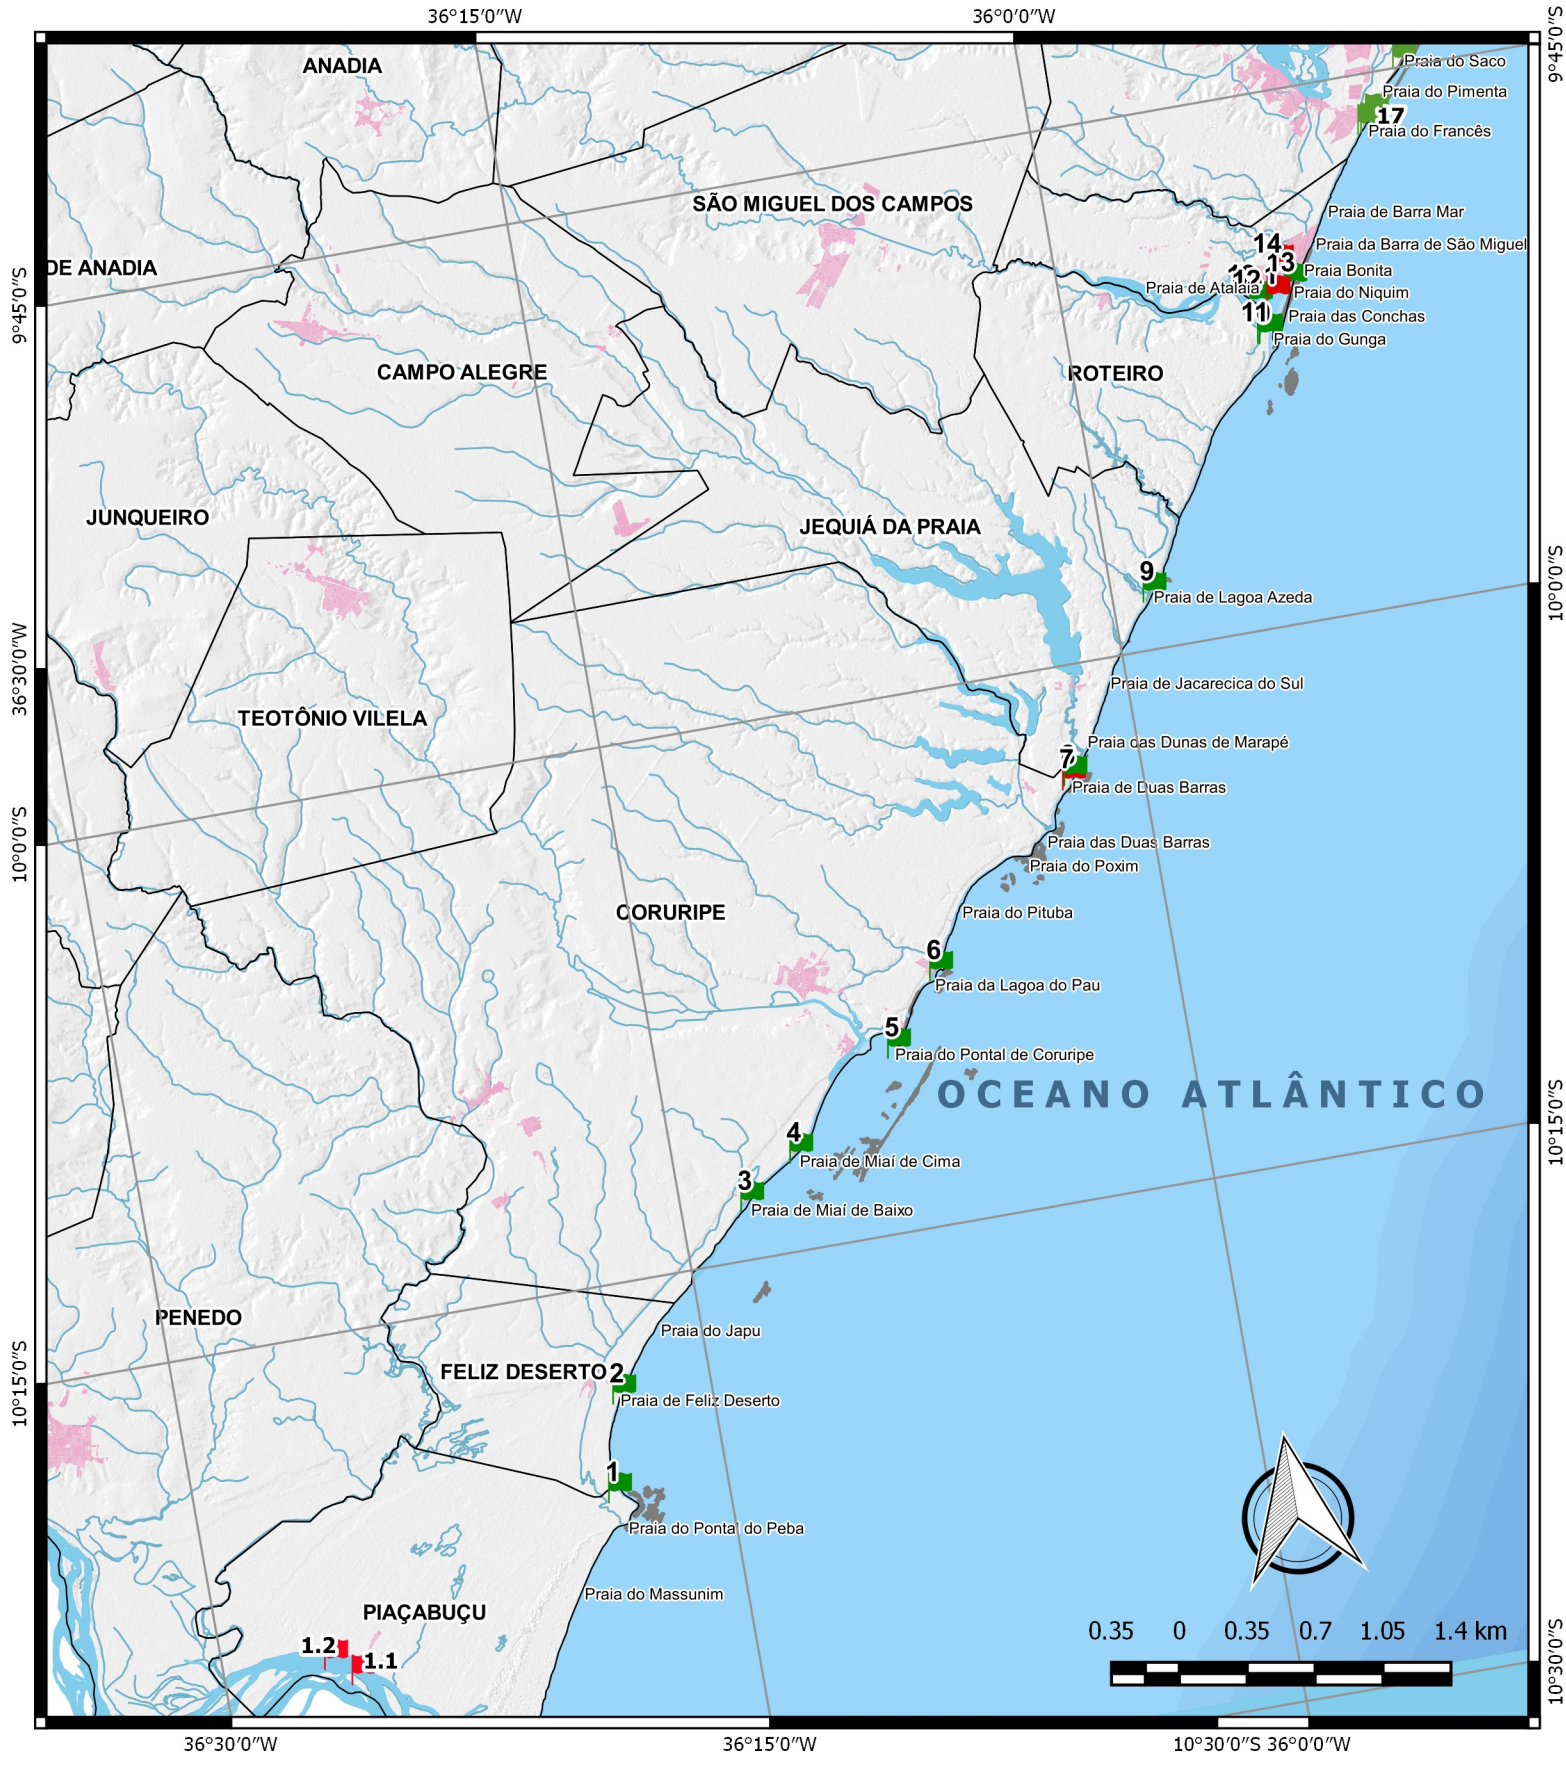 36°15′0″W
36°0′0″W
9°45′0″S
ANADIA
Praia do Saco
Praia do Pimenta
17
Praia do Francês
SÃO MIGUEL DOS CAMPOS
Praia de Barra Mar
14
Praia da Barra de São Miguel
DE ANADIA
13
Praia Bonita
12
Praia de Atalaia
Praia do Niquim
9°45′0″S
11
Praia das Conchas
Praia do Gunga
CAMPO ALEGRE
ROTEIRO
JUNQUEIRO
JEQUIÁ DA PRAIA
9
Praia de Lagoa Azeda
10°0′0″S
36°30′0″W
Praia de Jacarecica do Sul
TEOTÔNIO VILELA
Praia das Dunas de Marapé
7
Praia de Duas Barras
10°0′0″S
Praia das Duas Barras
Praia do Poxim
CORURIPE
Praia do Pituba
6
Praia da Lagoa do Pau
5
Praia do Pontal de Coruripe
OCEANO ATLÂNTICO
10°15′0″S
4
Praia de Miaí de Cima
3
Praia de Miaí de Baixo
PENEDO
Praia do Japu
FELIZ DESERTO
2
10°15′0″S
Praia de Feliz Deserto
1
Praia do Pontal do Peba
Praia do Massunim
PIAÇABUÇU
0.35 0 0.35 0.7 1.05 1.4 km
1.2
1.1
10°30′0″S
36°30′0″W
36°15′0″W
10°30′0″S
36°0′0″W